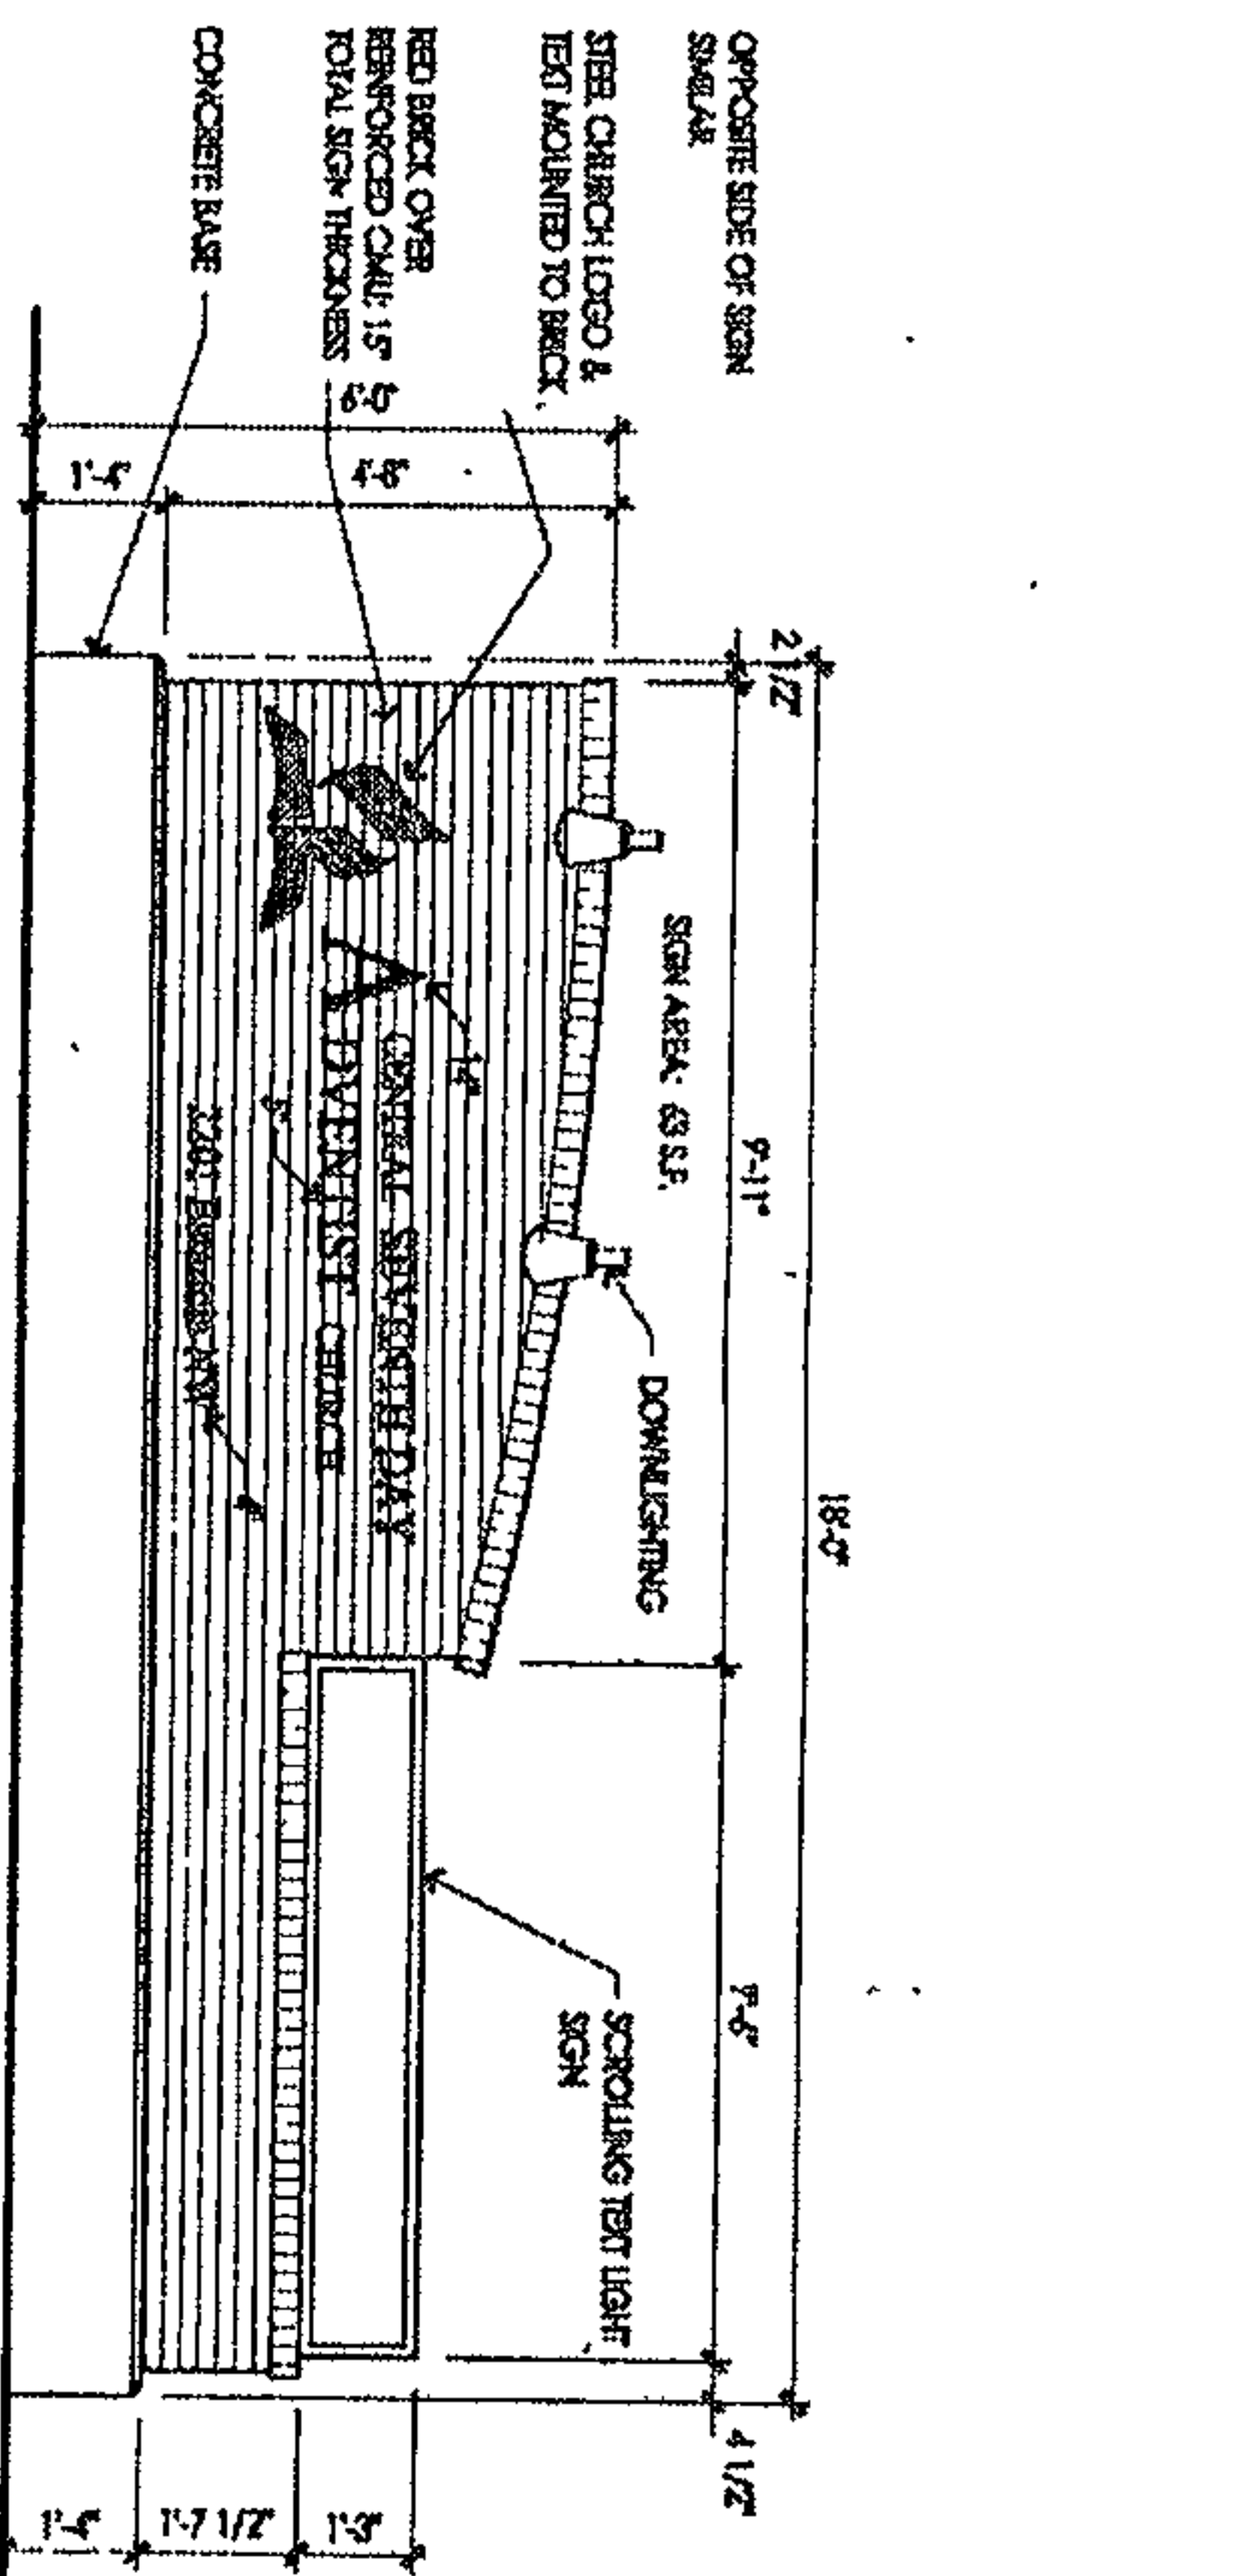 OPPOSITE SIDE OF SIGN
SIMILAR
STEEL CHURCH LOGO &
TEXT MOUNTED TO BRICK
RED BRICK OVER
REINFORCED CMU: 15"
TOTAL SIGN THICKNESS
CONCRETE BASE
18'-0"
2 1/2"
9'-11"
4 1/2"
SIGN AREA: 63 S.F.
DOWNLIGHTING
SCROLLING TEXT LIGHT
SIGN
6'-0"
4'-8"
1'-4"
CENTRAL SEVENTH DAY
ADVENTIST CHURCH
1'-3"
1'-7 1/2"
1'-4"